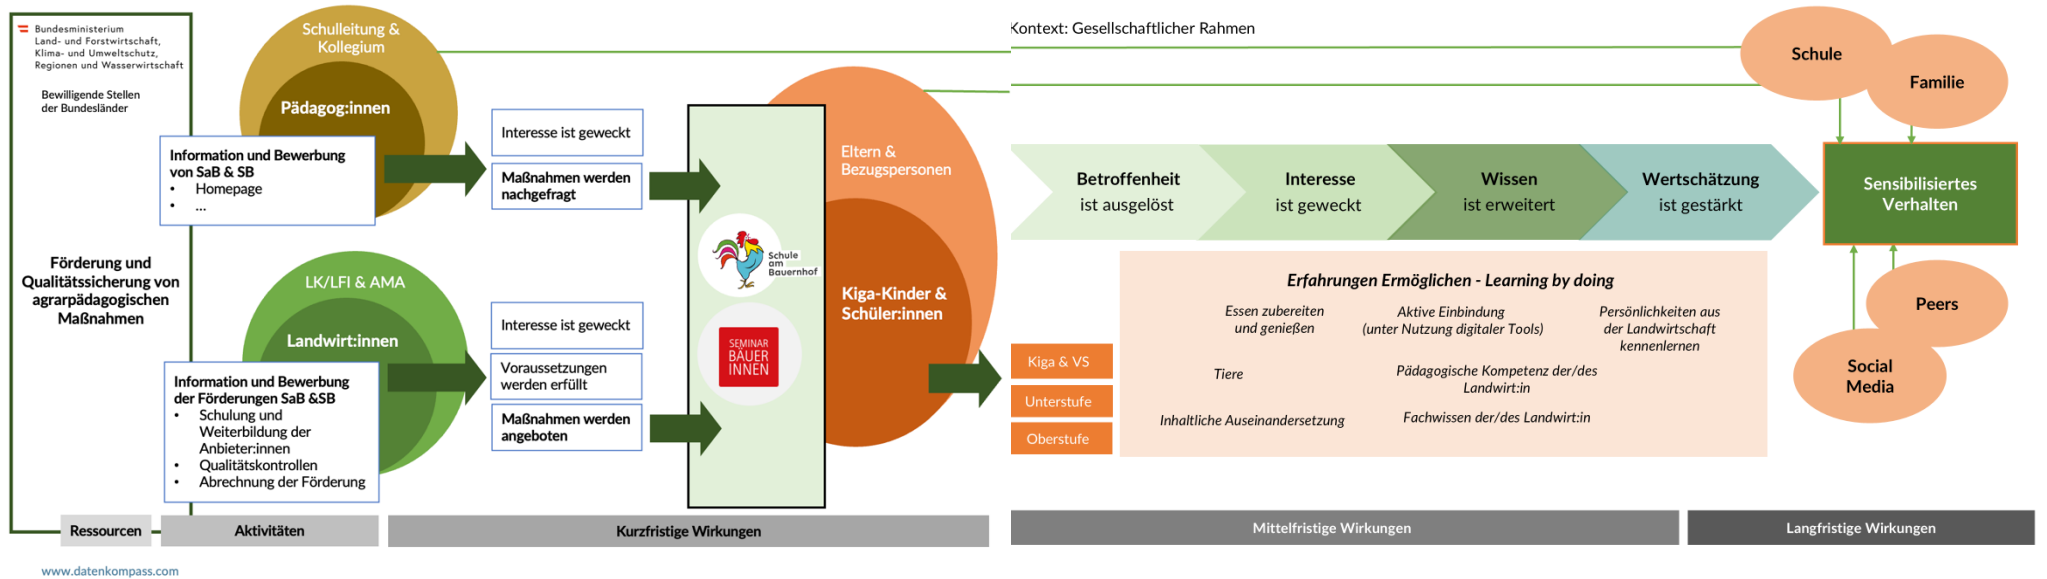 Bundesministerium
Land- und Forstwirtschaft,
Klima- und Umweltschutz,
Regionen und Wasserwirtschaft
Bewilligende Stellen
der Bundesländer
Förderung und
Qualitätssicherung von
agrarpädagogischen
Maßnahmen
Schulleitung &
Kollegium
Pädagog:innen
Information und Bewerbung
von SaB & SB
• Homepage
• ...
LK/LFI & AMA
Landwirt:innen
Information und Bewerbung
der Förderungen SaB &SB
• Schulung und
Weiterbildung der
Anbieter:innen
• Qualitätskontrollen
• Abrechnung der Förderung
Interesse ist geweckt
Maßnahmen werden
nachgefragt
Interesse ist geweckt
Voraussetzungen
werden erfüllt
Maßnahmen werden
angeboten
Schule
am
Bauernhof
SEMINAR
BÄUER
INNEN
Eltern &
Bezugspersonen
Kiga-Kinder &
Schüler:innen
Kontext: Gesellschaftlicher Rahmen
Betroffenheit
ist ausgelöst
Interesse
ist geweckt
Wissen
ist erweitert
Wertschätzung
ist gestärkt
Kiga & VS
Unterstufe
Oberstufe
Erfahrungen Ermöglichen - Learning by doing
Essen zubereiten
und genießen
Aktive Einbindung
(unter Nutzung digitaler Tools)
Persönlichkeiten aus
der Landwirtschaft
kennenlernen
Tiere
Pädagogische Kompetenz der/des
Landwirt:in
Inhaltliche Auseinandersetzung
Fachwissen der/des Landwirt:in
Schule
Familie
Sensibilisiertes
Verhalten
Peers
Social
Media
Ressourcen
Aktivitäten
Kurzfristige Wirkungen
Mittelfristige Wirkungen
Langfristige Wirkungen
www.datenkompass.com